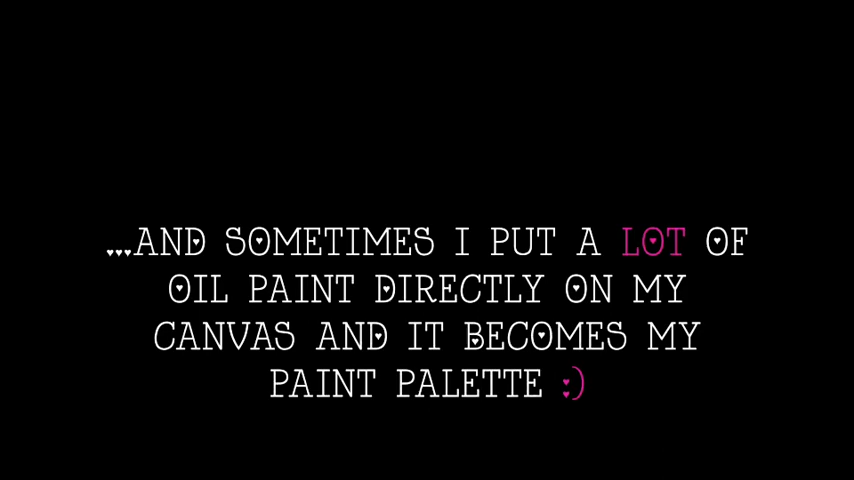 ...AND SOMETIMES I PUT A LOT OF
OIL PAINT DIRECTLY ON MY
CANVAS AND IT BECOMES MY
PAINT PALETTE :)